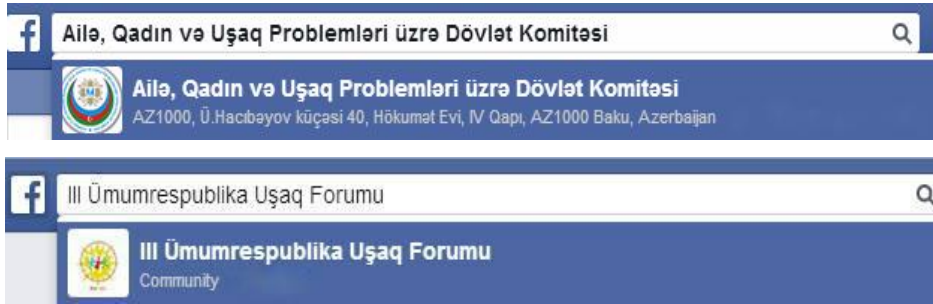 Ailə, Qadın və Uşaq Problemləri üzrə Dövlət Komitəsi
Ailə, Qadın və Uşaq Problemləri üzrə Dövlət Komitəsi
AZ1000, Ü.Hacıbəyov küçəsi 40, Hökumət Evi, IV Qapı, AZ1000 Baku, Azerbaijan
III Ümumrespublika Uşaq Forumu
III Ümumrespublika Uşaq Forumu
Community